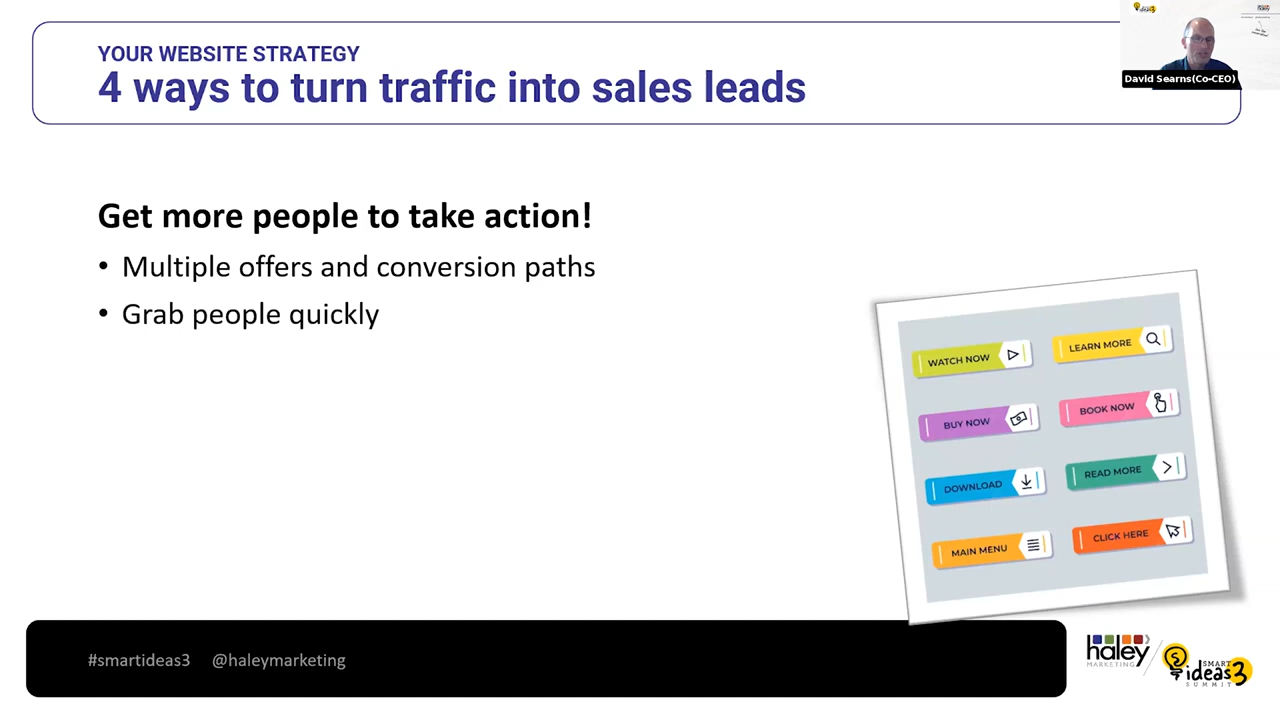 YOUR WEBSITE STRATEGY
4 ways to turn traffic into sales leads
David Searns(Co-CEO)
Get more people to take action!
• Multiple offers and conversion paths
• Grab people quickly
WATCH NOW
LEARN MORE
BUY NOW
BOOK NOW
DOWNLOAD
READ MORE
MAIN MENU
CLICK HERE
#smartideas3 @haleymarketing
haley
MARKETING
SMART
ideas3
SUMMIT